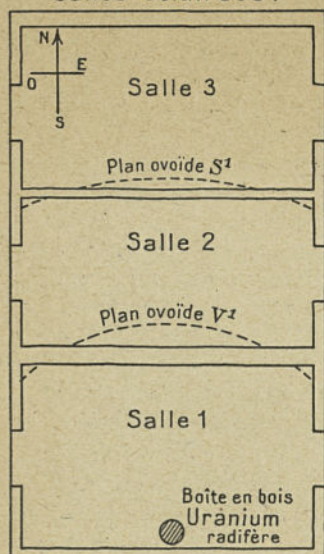 N
O E
S
Salle 3
Plan ovoïde S¹
Salle 2
Plan ovoïde V¹
Salle 1
Boîte en bois
Uranium
radifère